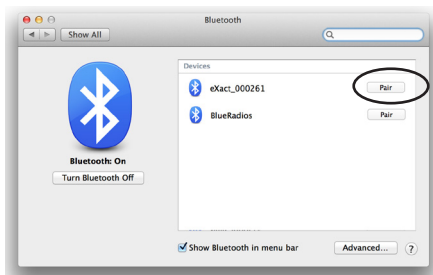 Bluetooth
Show All
Devices
eXact_000261
Pair
BlueRadios
Pair
Bluetooth: On
Turn Bluetooth Off
Show Bluetooth in menu bar
Advanced...
?